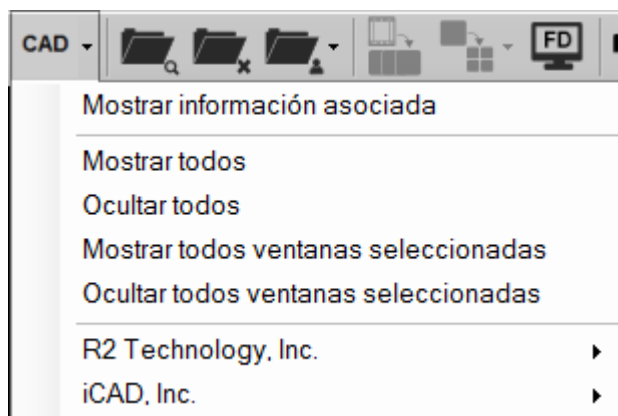 CAD
FD
Mostrar información asociada
Mostrar todos
Ocultar todos
Mostrar todos ventanas seleccionadas
Ocultar todos ventanas seleccionadas
R2 Technology, Inc.
iCAD, Inc.